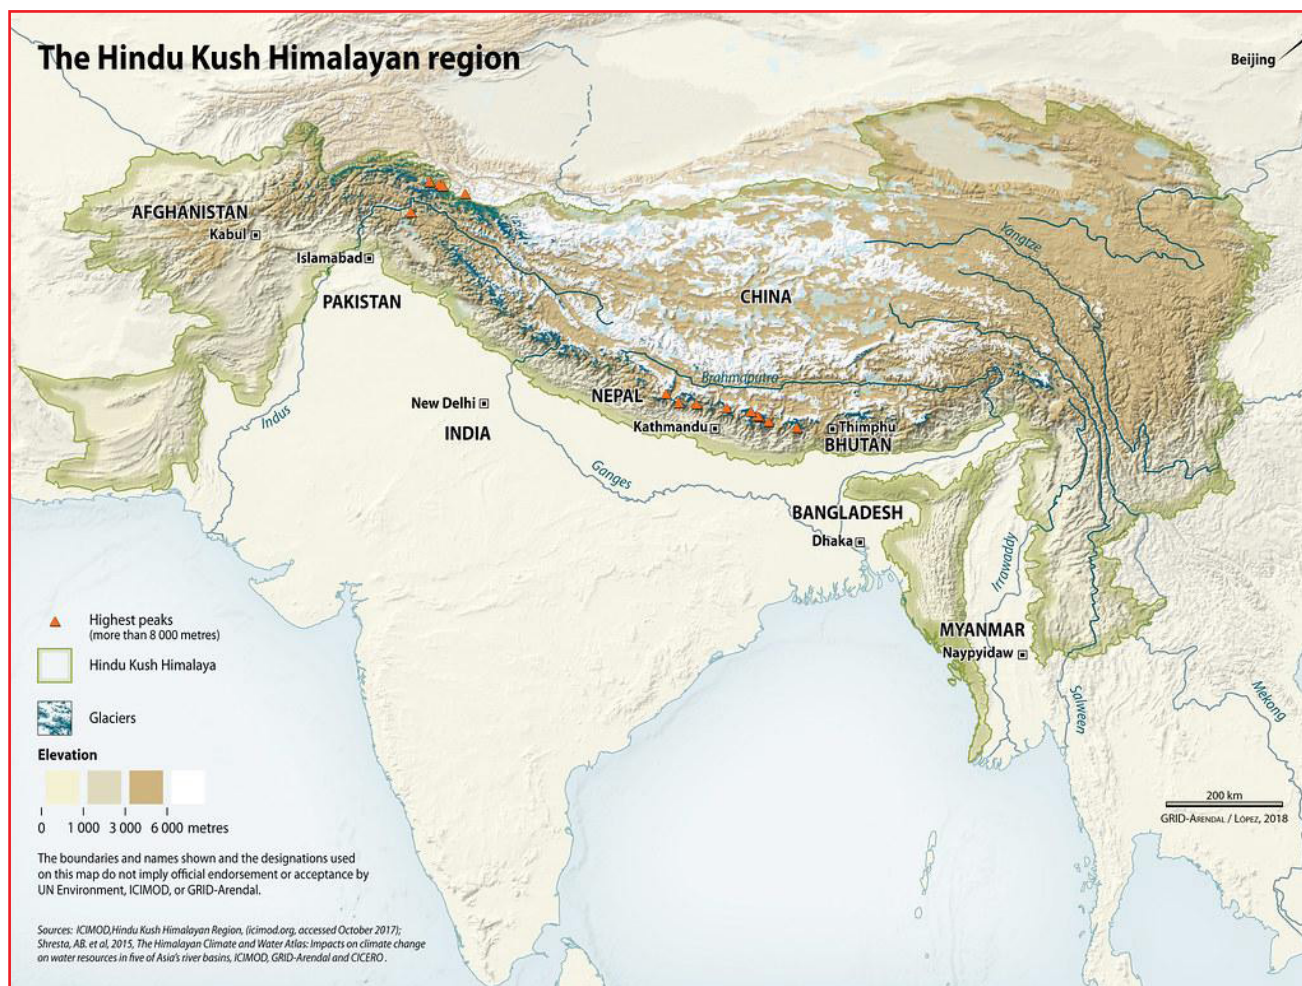 The Hindu Kush Himalayan region
Beijing
AFGHANISTAN
Kabul
Islamabad
PAKISTAN
Yangtze
CHINA
Indus
New Delhi
INDIA
NEPAL
Brahmaputra
Kathmandu
Thimphu
BHUTAN
Ganges
BANGLADESH
Dhaka
Irrawaddy
MYANMAR
Naypyidaw
Salween
Mekong
Highest peaks
(more than 8 000 metres)
Hindu Kush Himalaya
Glaciers
Elevation
0 1 000 3 000 6 000 metres
200 km
GRID-ARENDAL / LÓPEZ, 2018
The boundaries and names shown and the designations used
on this map do not imply official endorsement or acceptance by
UN Environment, ICIMOD, or GRID-Arendal.
Sources: ICIMOD,Hindu Kush Himalayan Region, (icimod.org, accessed October 2017);
Shresta, AB. et al, 2015, The Himalayan Climate and Water Atlas: Impacts on climate change
on water resources in five of Asia's river basins, ICIMOD, GRID-Arendal and CICERO .